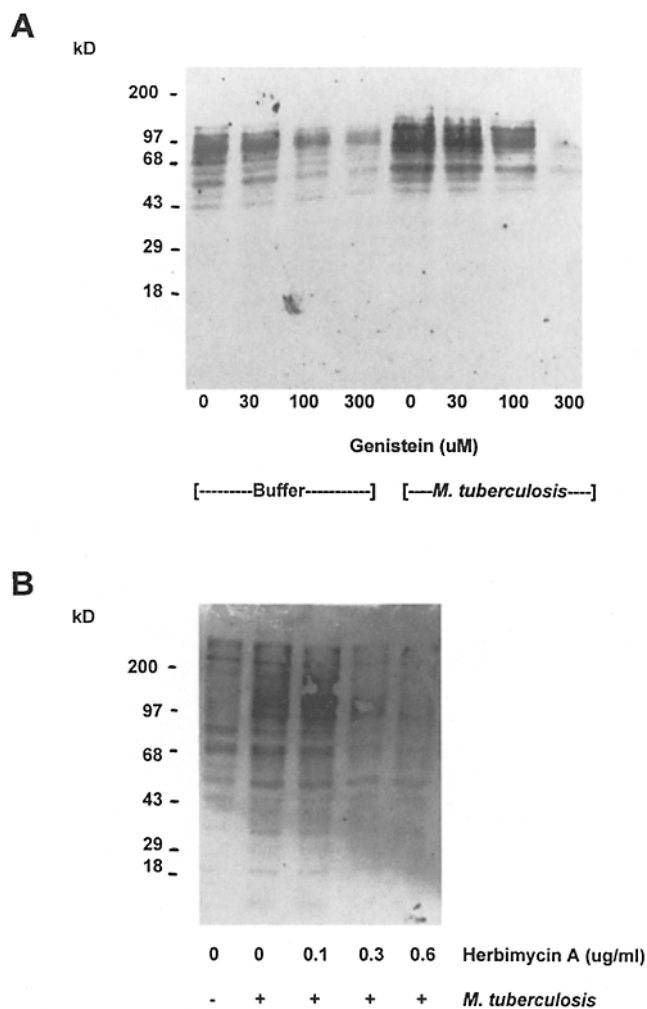 A
kD
200 -
97 -
68 -
43 -
29 -
18 -
0 30 100 300 0 30 100 300
Genistein (uM)
[---------Buffer-----------] [----M. tuberculosis----]
B
kD
200 -
97 -
68 -
43 -
29 -
18 -
0 0 0.1 0.3 0.6 Herbimycin A (ug/ml)
- + + + + M. tuberculosis